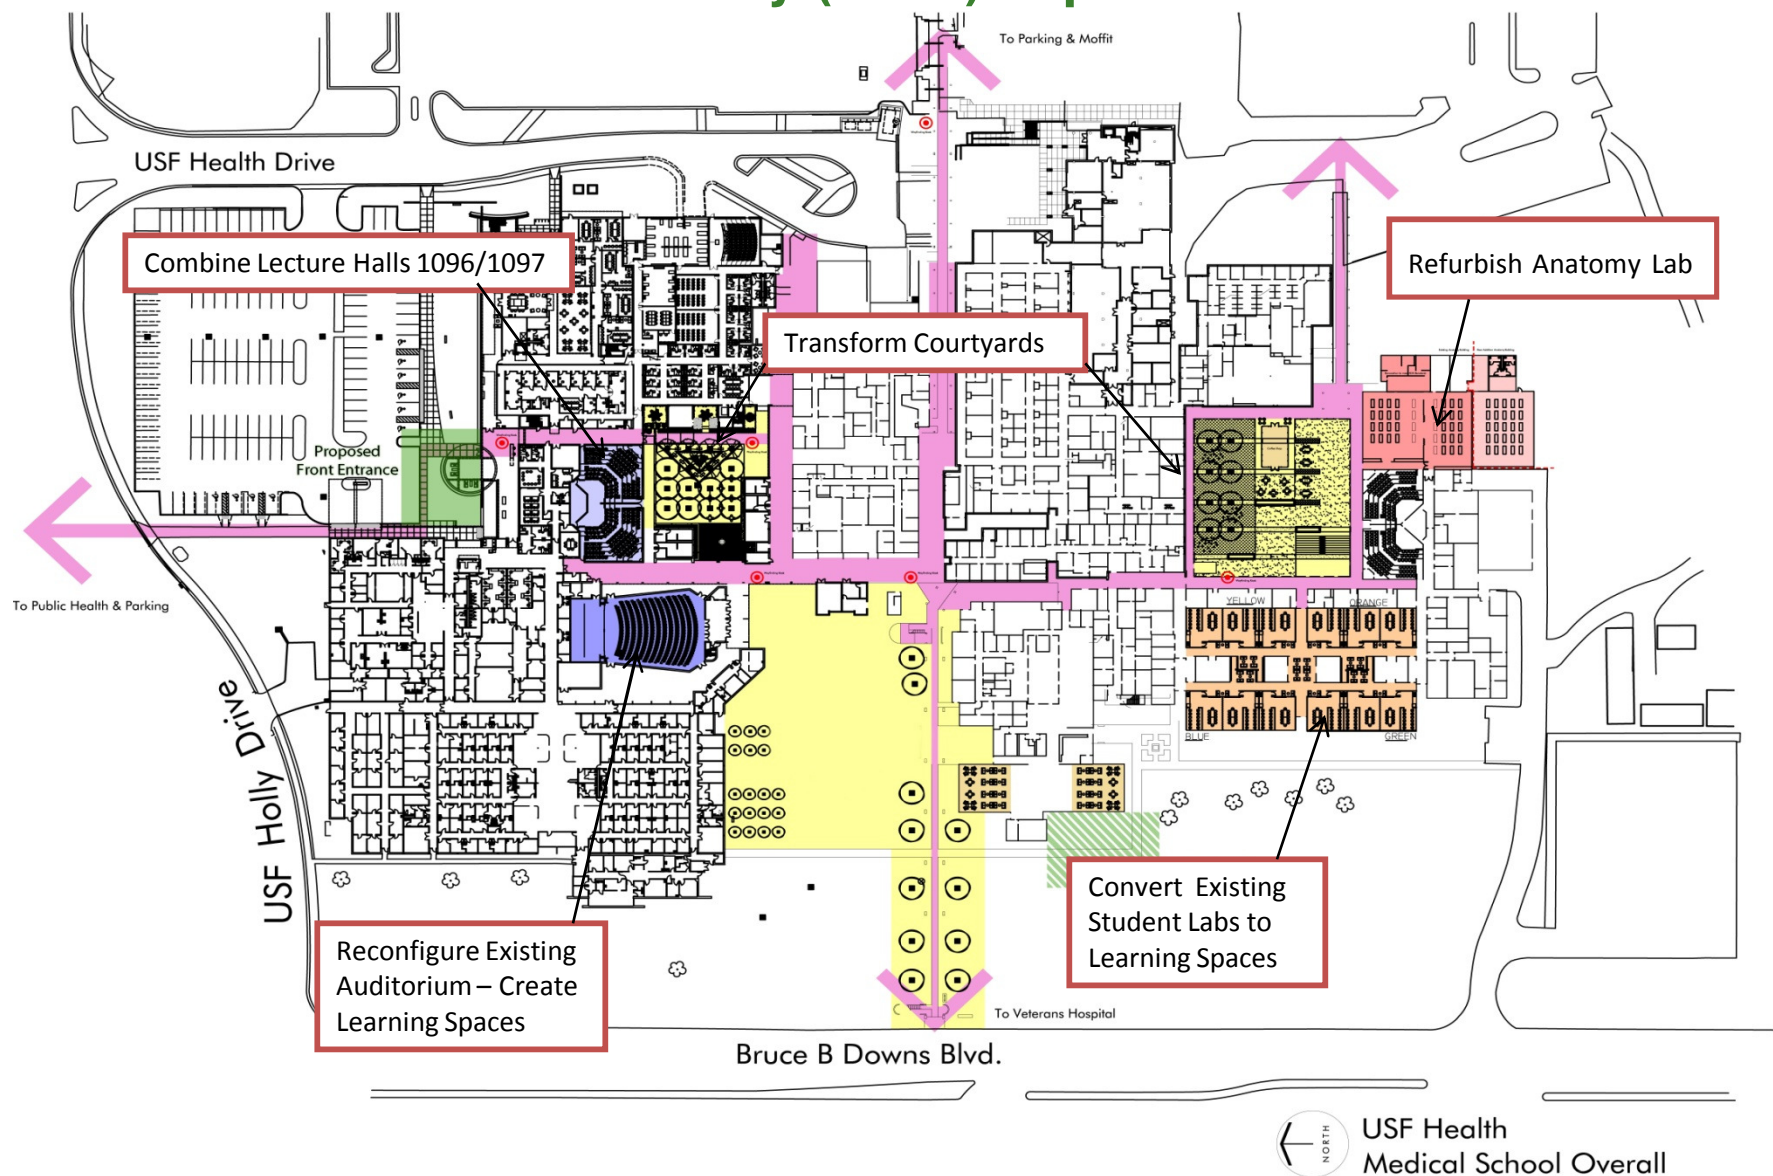 To Parking & Moffit
USF Health Drive
Combine Lecture Halls 1096/1097
Refurbish Anatomy Lab
Transform Courtyards
Proposed
Front Entrance
To Public Health & Parking
YELLOW
ORANGE
BLUE
GREEN
USF Holly Drive
Convert Existing
Student Labs to
Learning Spaces
Reconfigure Existing
Auditorium – Create
Learning Spaces
To Veterans Hospital
Bruce B Downs Blvd.
NORTH
USF Health
Medical School Overall